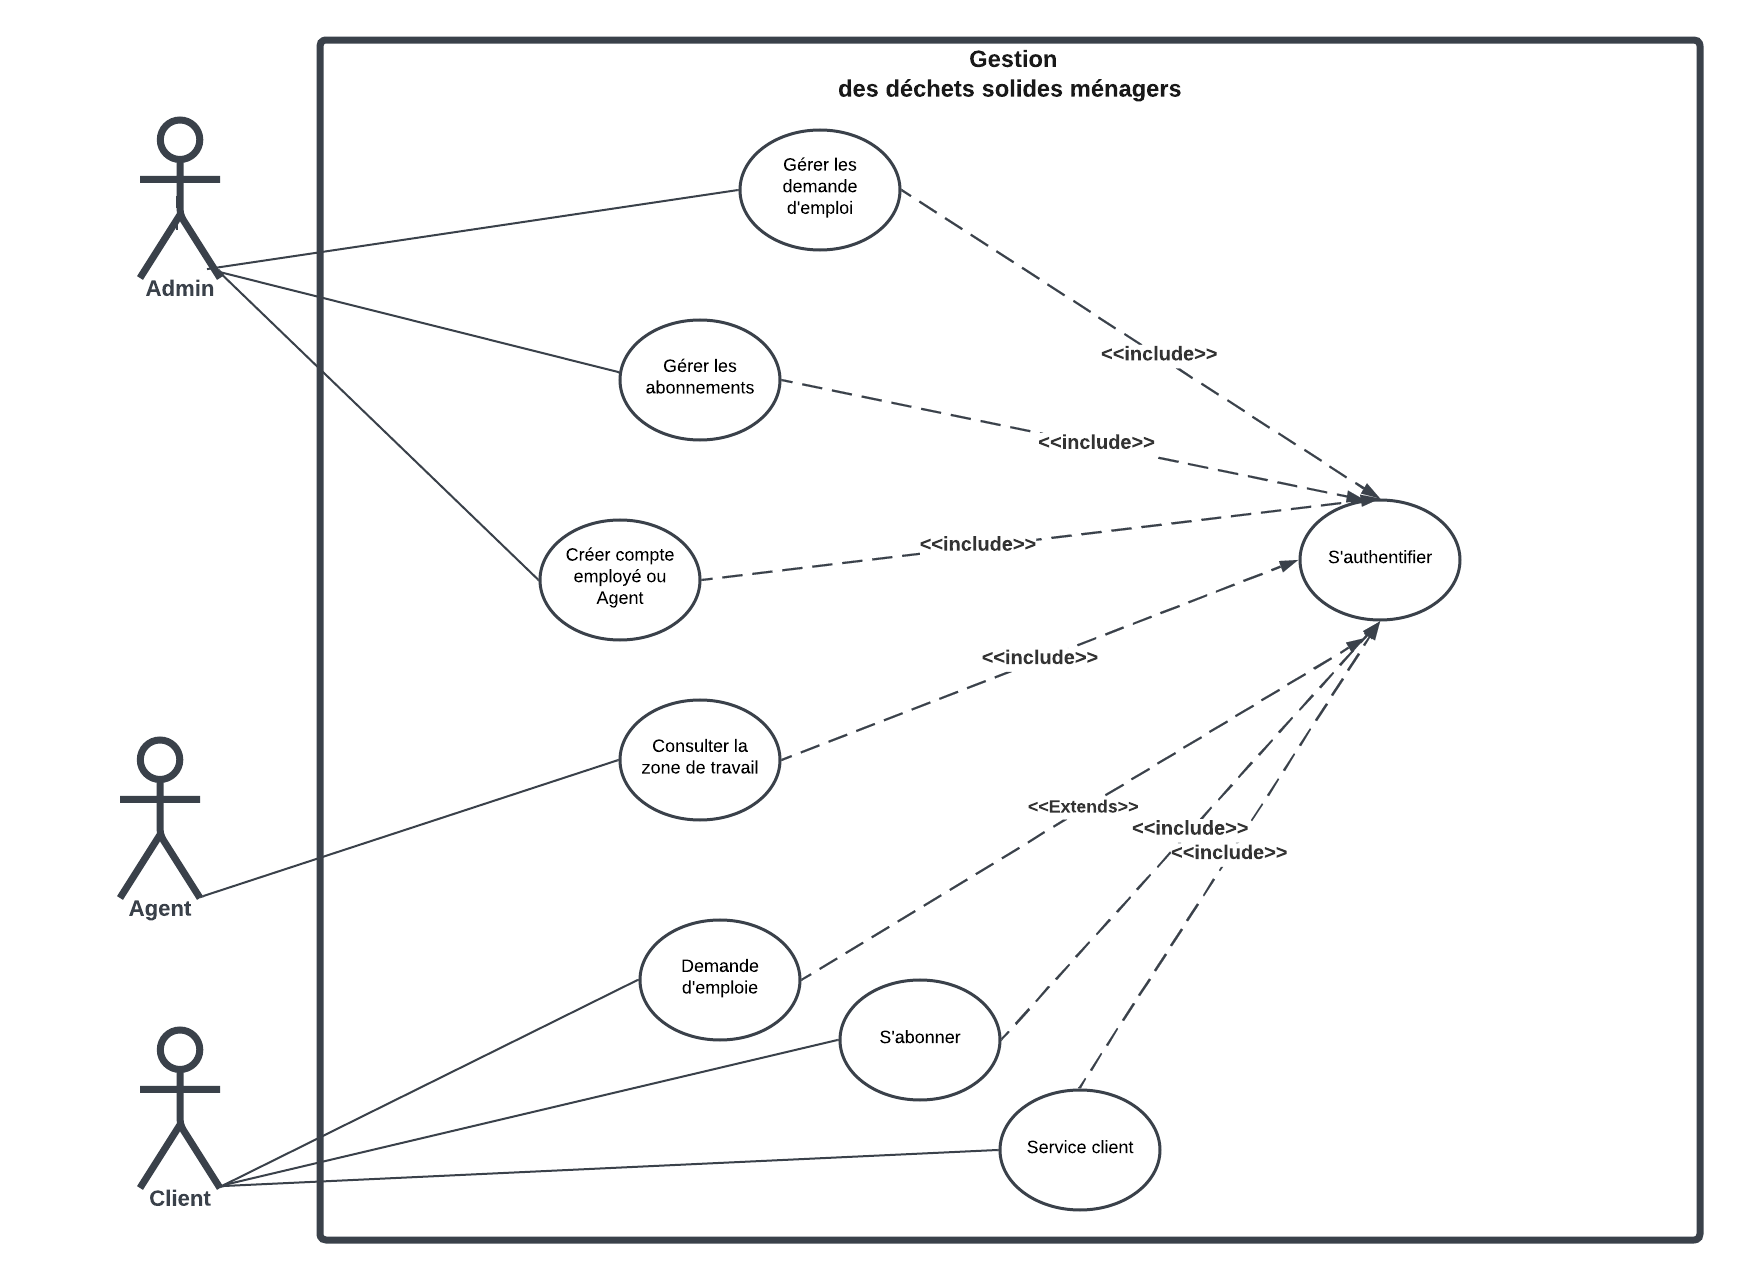 Gestion
des déchets solides ménagers
Gérer les
demande
d'emploi
Admin
<<include>>
Gérer les
abonnements
<<include>>
Créer compte
employé ou
Agent
<<include>>
S'authentifier
<<include>>
Consulter la
zone de travail
<<Extends>>
<<include>>
<<include>>
Agent
Demande
d'emploie
S'abonner
Service client
Client